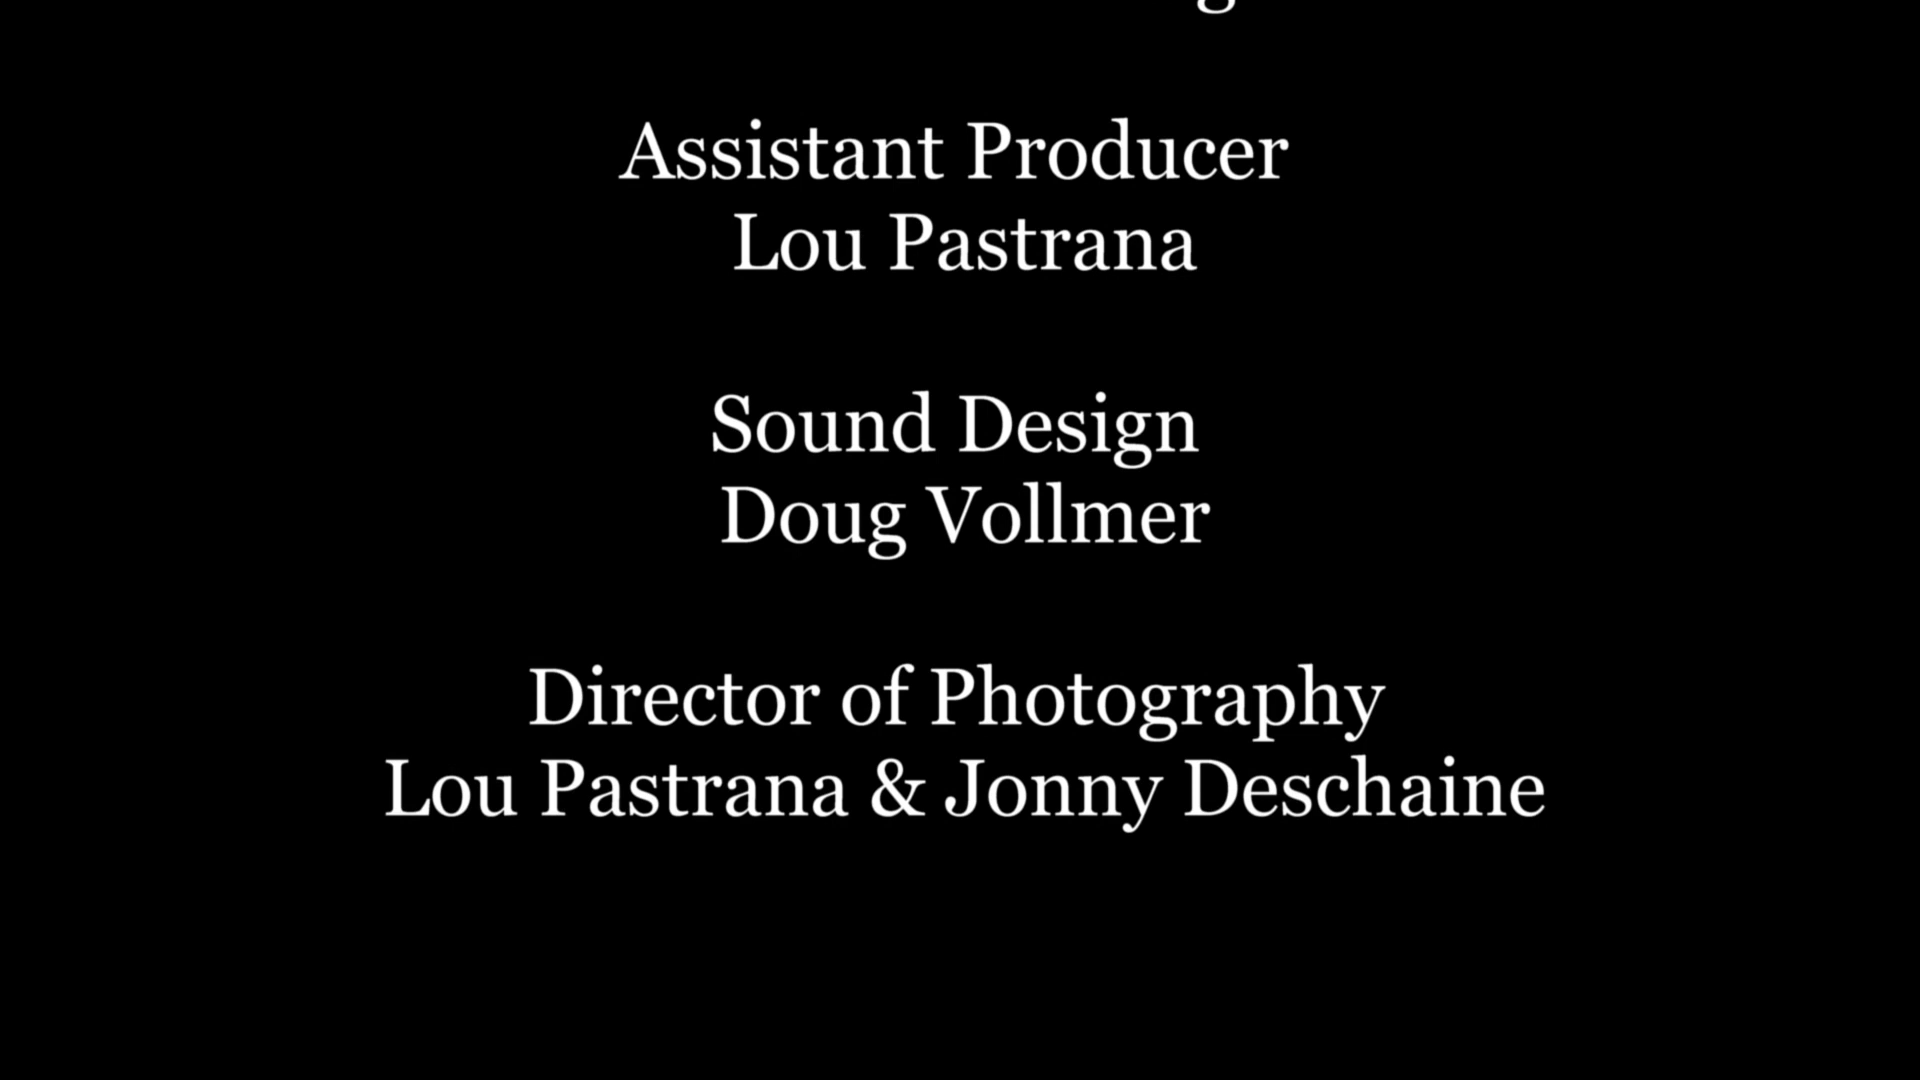 Assistant Producer
Lou Pastrana
Sound Design
Doug Vollmer
Director of Photography
Lou Pastrana & Jonny Deschaine